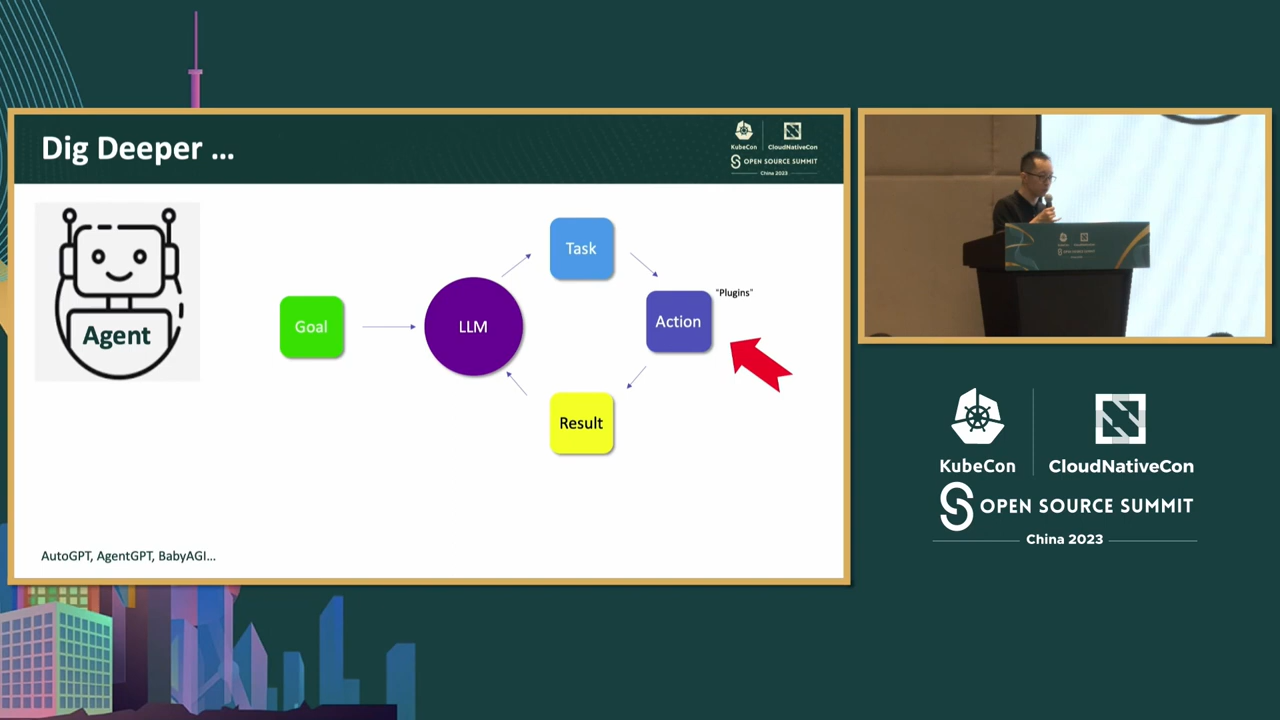 Dig Deeper ...
KubeCon
CloudNativeCon
OPEN SOURCE SUMMIT
China 2023
Agent
Goal
LLM
Task
"Plugins"
Action
Result
AutoGPT, AgentGPT, BabyAGI...
KubeCon
CloudNativeCon
OPEN SOURCE SUMMIT
China 2023